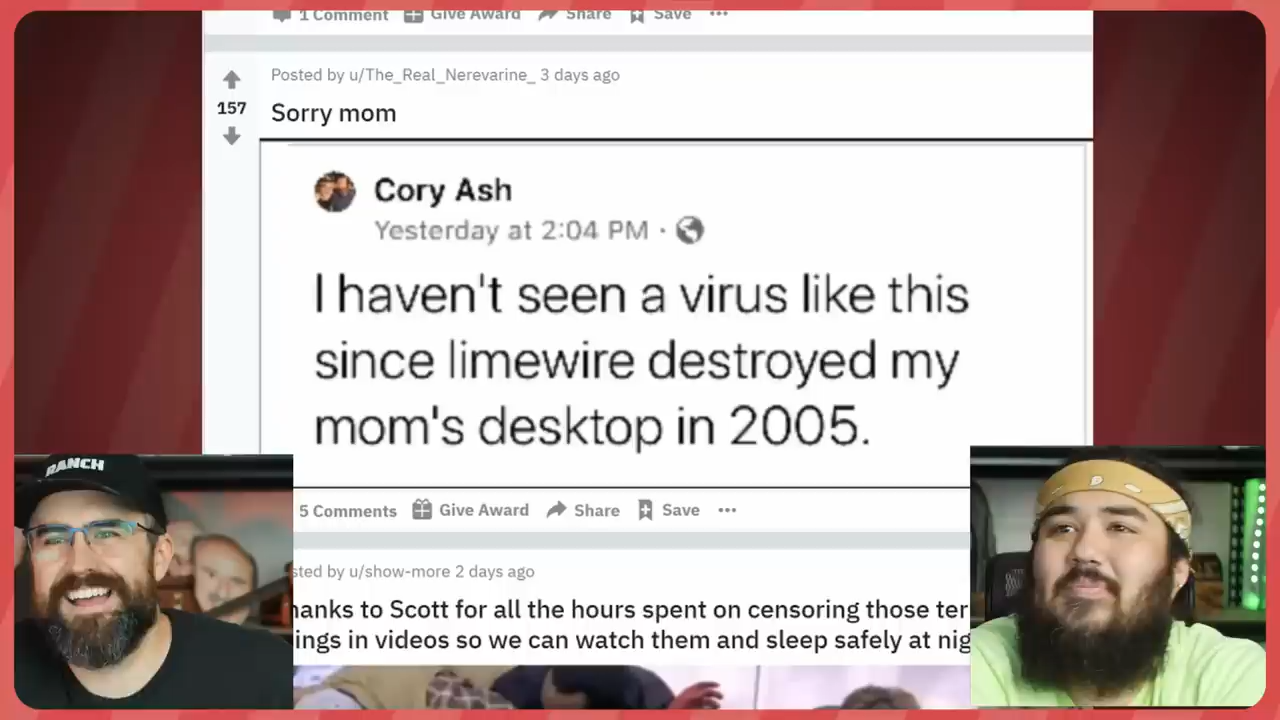 1 Comment Give Award Share Save ...
Posted by u/The_Real_Nerevarine_ 3 days ago
157
Sorry mom
Cory Ash
Yesterday at 2:04 PM ·
I haven't seen a virus like this
since limewire destroyed my
mom's desktop in 2005.
RANCH
5 Comments Give Award Share Save ...
sted by u/show-more 2 days ago
hanks to Scott for all the hours spent on censoring those ter
ings in videos so we can watch them and sleep safely at nig